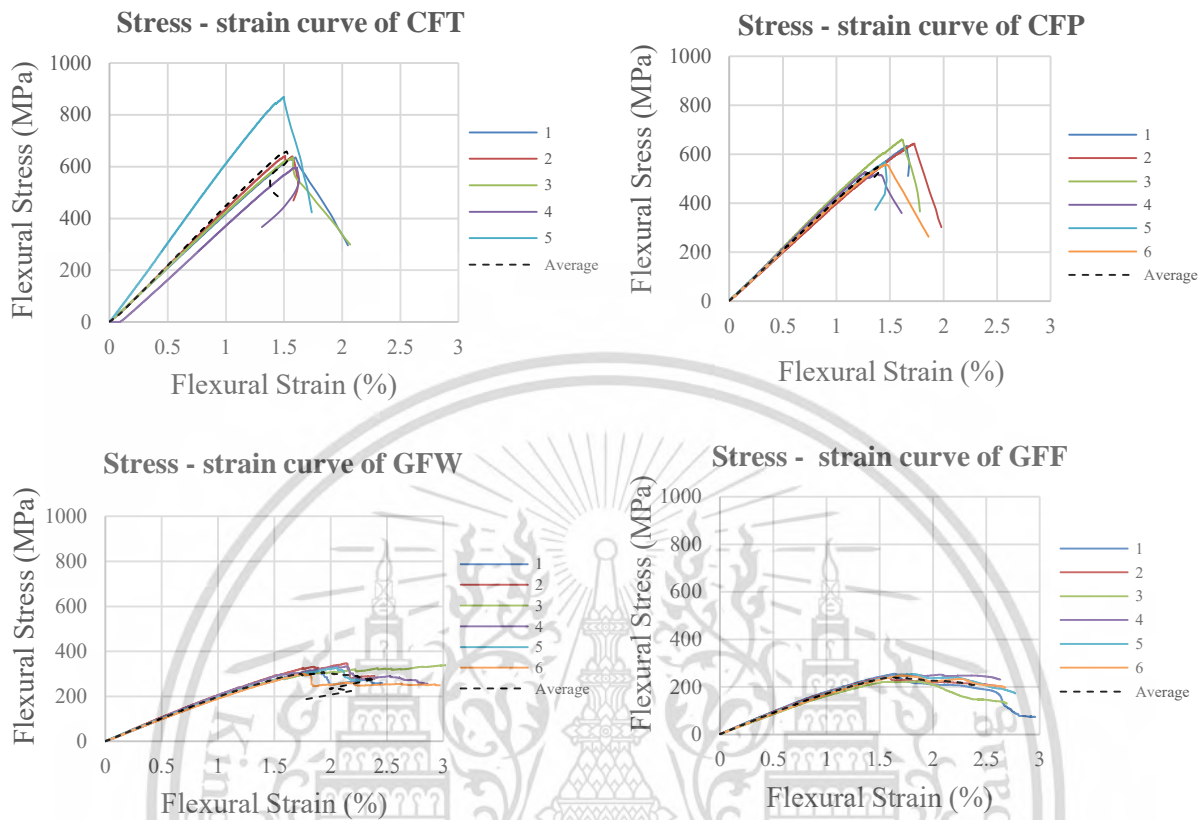 Stress - strain curve of CFT
Flexural Stress (MPa)
1000
800
600
400
200
0
0 0.5 1 1.5 2 2.5 3
Flexural Strain (%)
1
2
3
4
5
Average
Stress - strain curve of CFP
Flexural Sress (MPa)
1000
800
600
400
200
0
0 0.5 1 1.5 2 2.5 3
Flexural Strain (%)
1
2
3
4
5
6
Average
Stress - strain curve of GFW
Flexural Stress (MPa)
1000
800
600
400
200
0
0 0.5 1 1.5 2 2.5 3
Flexural Strain (%)
1
2
3
4
5
6
Average
Stress - strain curve of GFF
Flexural Stress (MPa)
1000
800
600
400
200
0
0 0.5 1 1.5 2 2.5 3
Flexural Strain (%)
1
2
3
4
5
6
Average